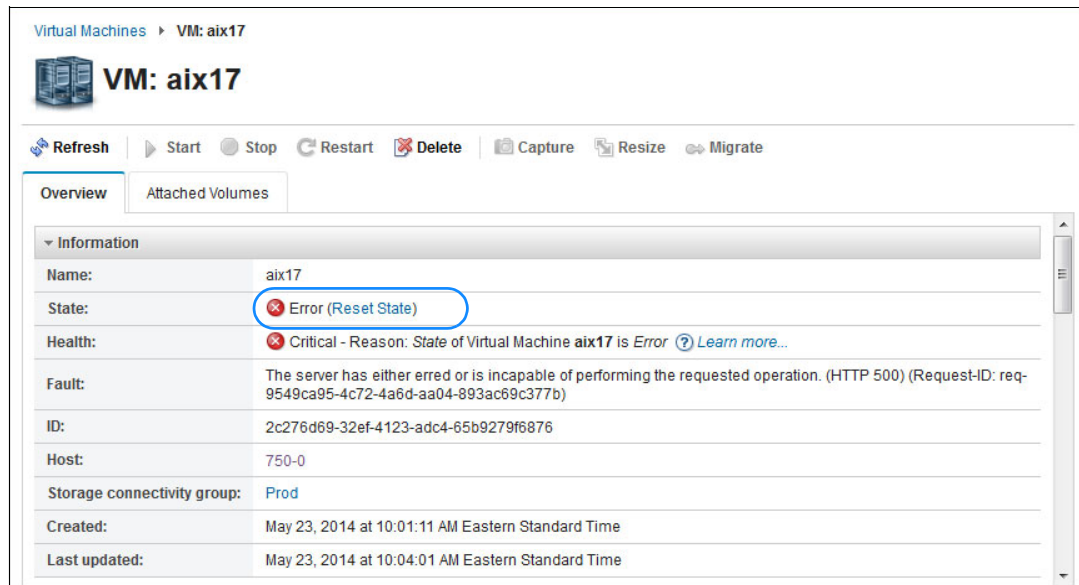 Virtual Machines ▸ VM: aix17
VM: aix17
Refresh Start Stop Restart Delete Capture Resize Migrate
Overview Attached Volumes
Information
Name: aix17
State: Error (Reset State)
Health: Critical - Reason: State of Virtual Machine aix17 is Error ? Learn more...
Fault: The server has either erred or is incapable of performing the requested operation. (HTTP 500) (Request-ID: req-
9549ca95-4c72-4a6d-aa04-893ac69c377b)
ID: 2c276d69-32ef-4123-adc4-65b9279f6876
Host: 750-0
Storage connectivity group: Prod
Created: May 23, 2014 at 10:01:11 AM Eastern Standard Time
Last updated: May 23, 2014 at 10:04:01 AM Eastern Standard Time